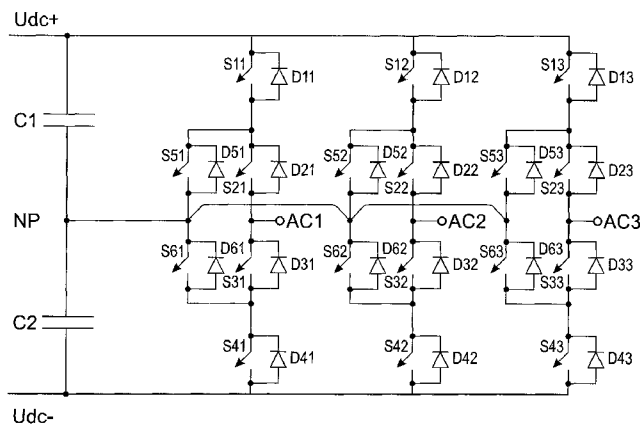 Udc+
S11
D11
S12
D12
S13
D13
C1
S51
D51
S21
D21
S52
D52
S22
D22
S53
D53
S23
D23
NP
AC1
AC2
AC3
S61
D61
S31
D31
S62
D62
S32
D32
S63
D63
S33
D33
C2
S41
D41
S42
D42
S43
D43
Udc-